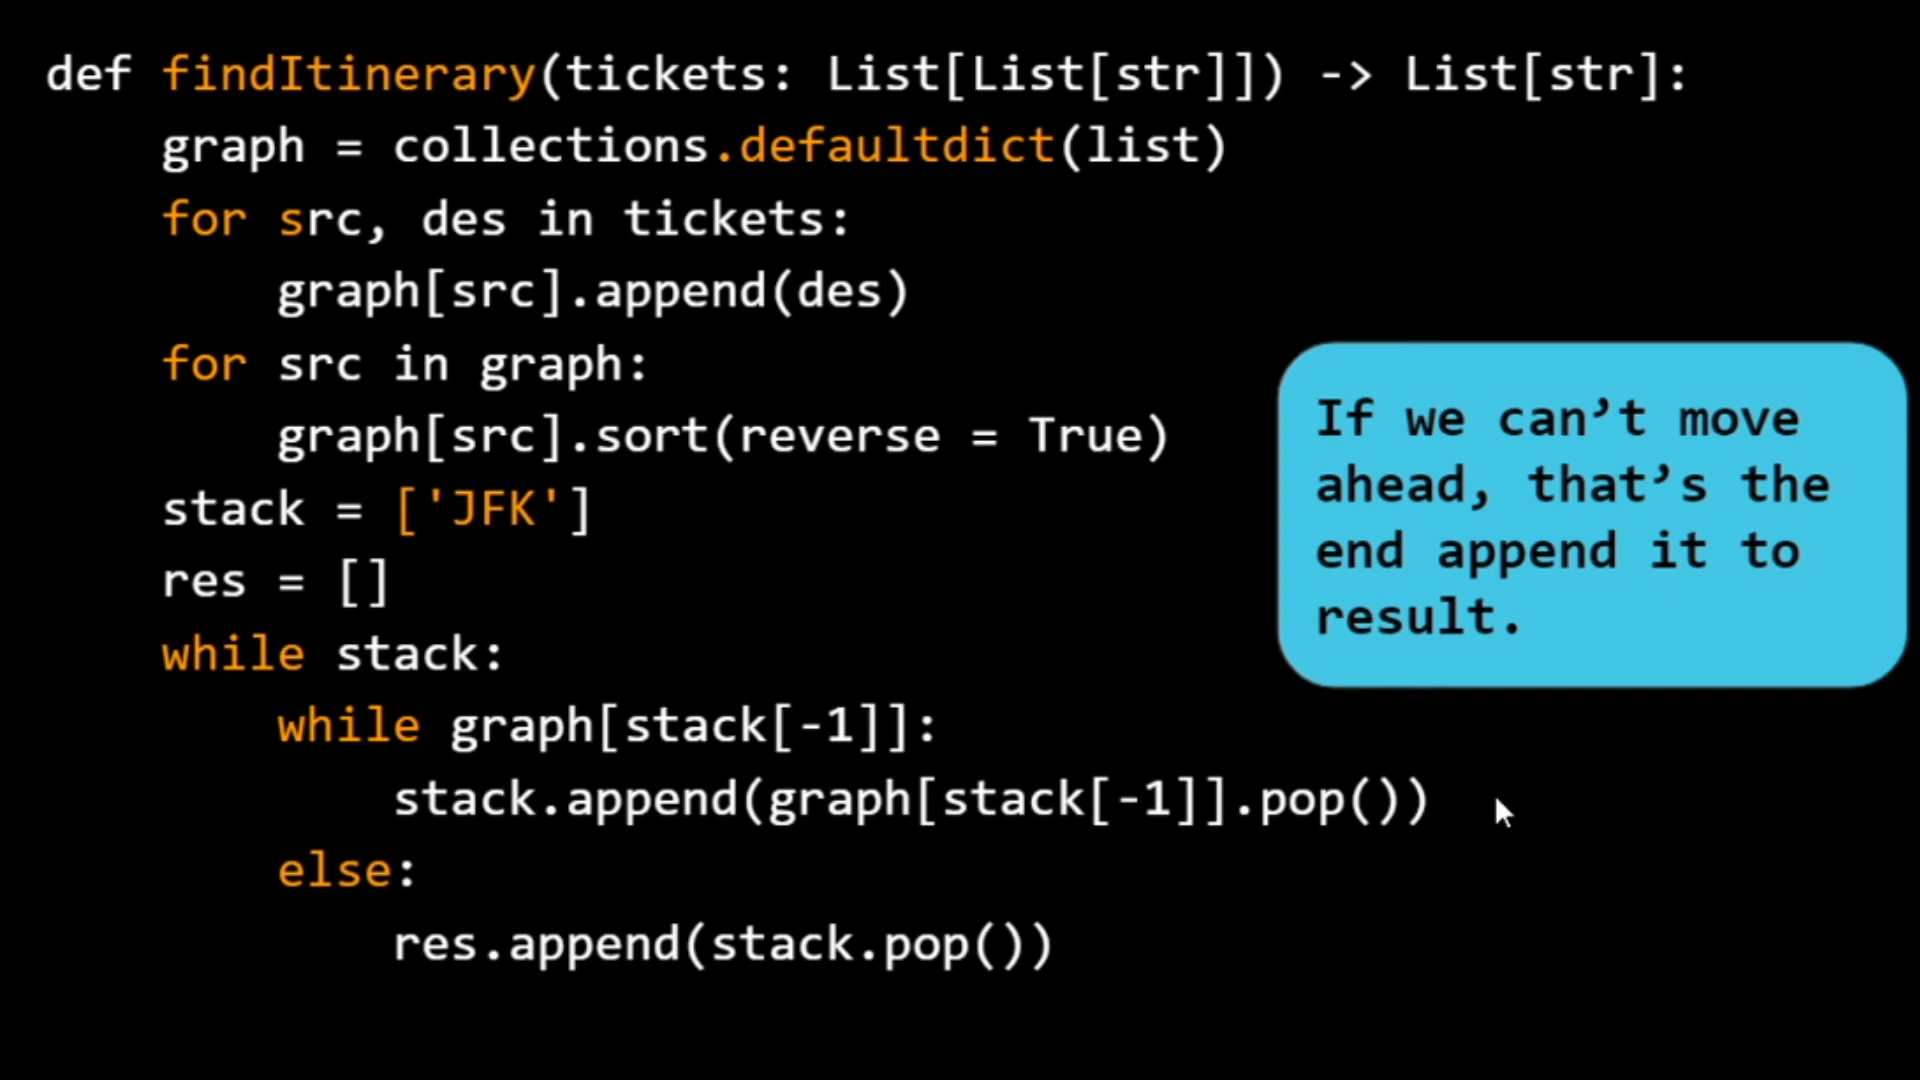 def findItinerary(tickets: List[List[str]]) -> List[str]:
    graph = collections.defaultdict(list)
    for src, des in tickets:
        graph[src].append(des)
    for src in graph:
        graph[src].sort(reverse = True)
    stack = ['JFK']
    res = []
    while stack:
        while graph[stack[-1]]:
            stack.append(graph[stack[-1]].pop())
        else:
            res.append(stack.pop())
If we can’t move
ahead, that’s the
end append it to
result.